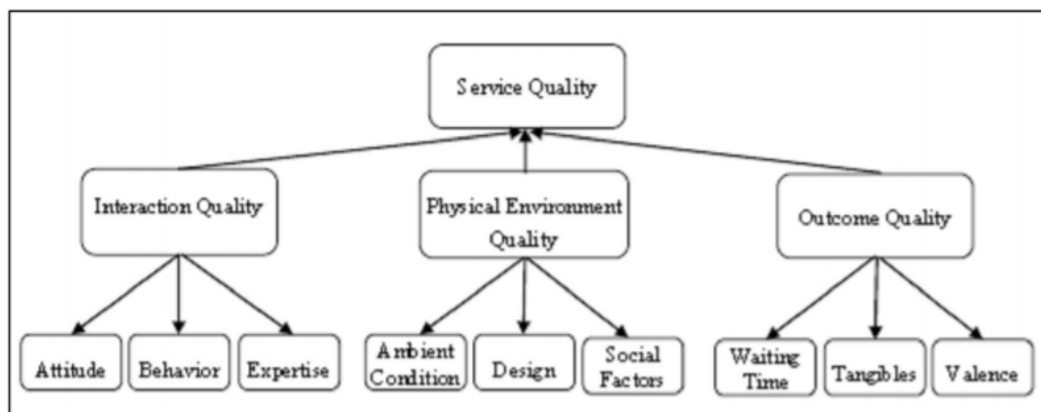 Service Quality
Interaction Quality
Physical Environment
Quality
Outcome Quality
Attitude
Behavior
Expertise
Ambient
Condition
Design
Social
Factors
Waiting
Time
Tangibles
Valence